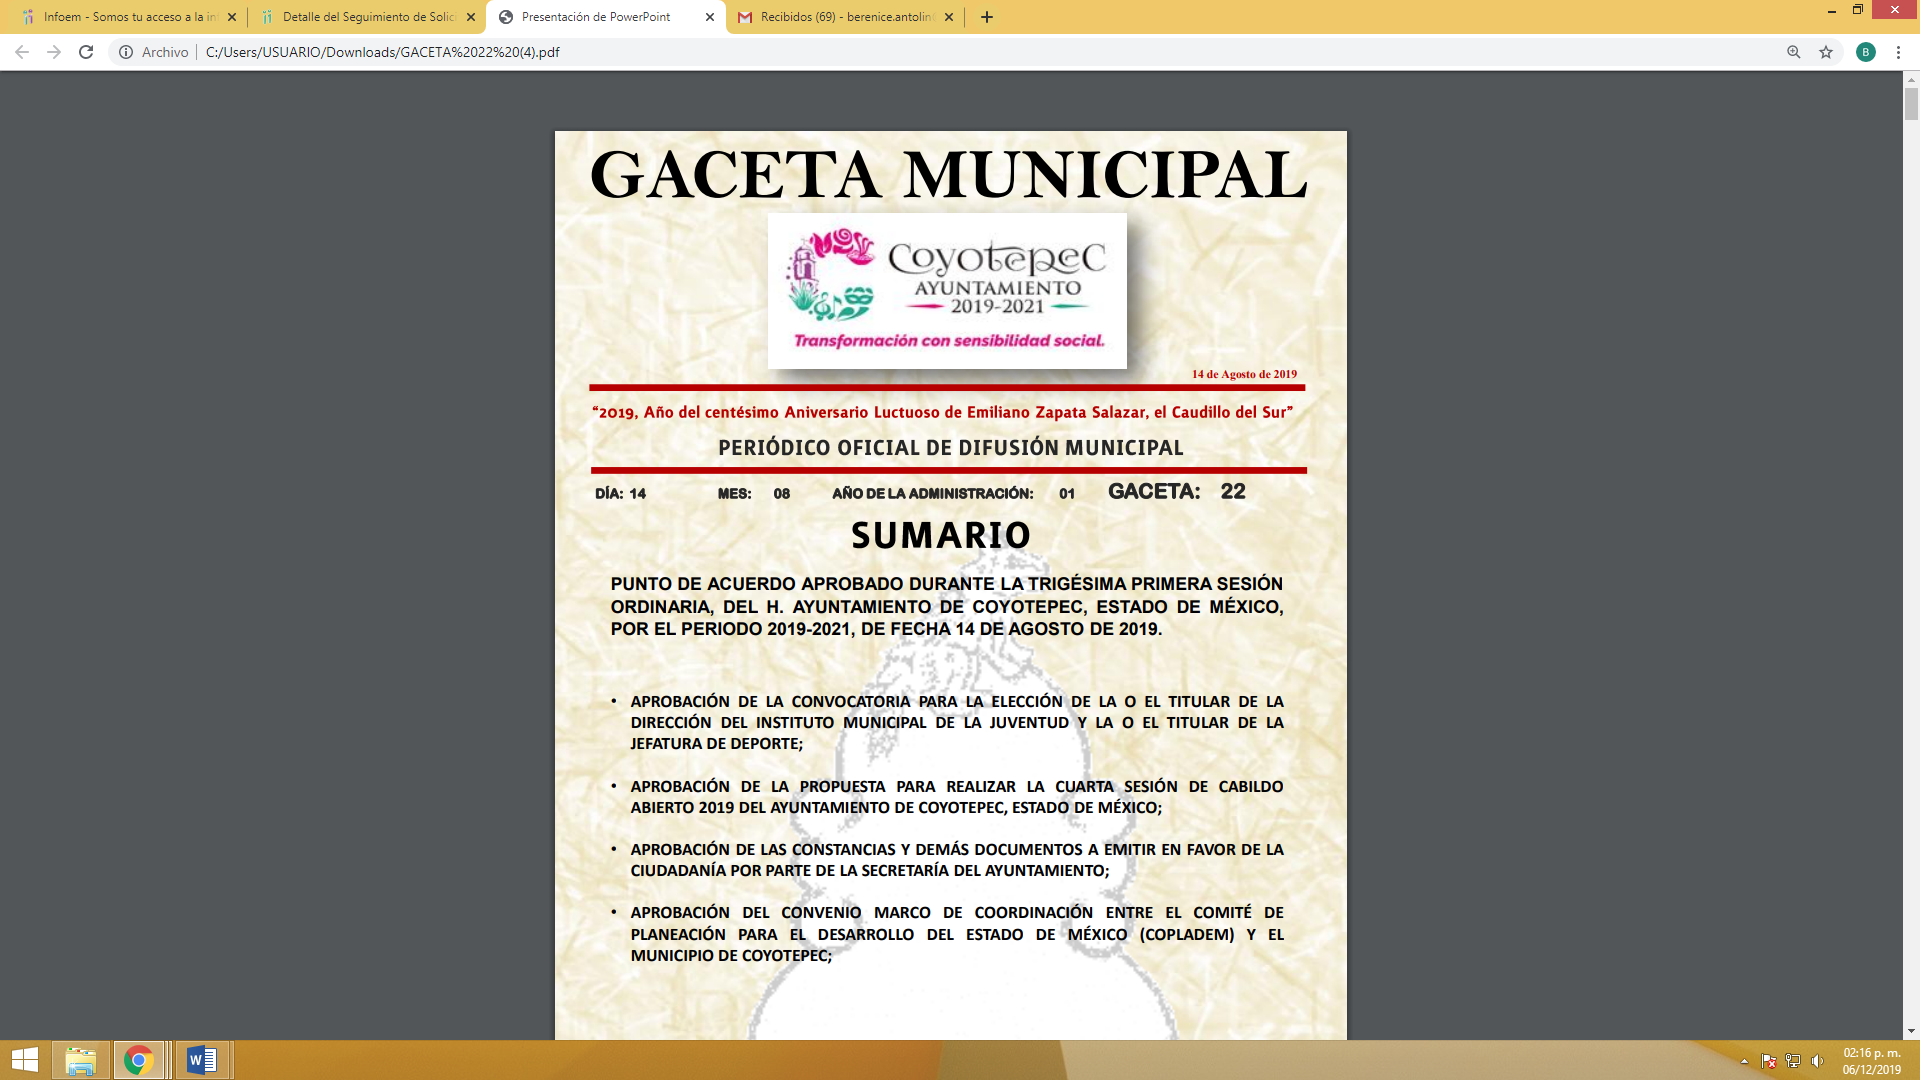 Infoem - Somos tu acceso a la in
Detalle del Seguimiento de Solic
Presentación de PowerPoint
Recibidos (69) - berenice.antolin
Archivo
C:/Users/USUARIO/Downloads/GACETA%2022%20(4).pdf
B
GACETA MUNICIPAL
Coyotepec
AYUNTAMIENTO
2019-2021
Transformación con sensibilidad social.
14 de Agosto de 2019
“2019, Año del centésimo Aniversario Luctuoso de Emiliano Zapata Salazar, el Caudillo del Sur”
PERIÓDICO OFICIAL DE DIFUSIÓN MUNICIPAL
DÍA: 14 MES: 08 AÑO DE LA ADMINISTRACIÓN: 01 GACETA: 22
SUMARIO
PUNTO DE ACUERDO APROBADO DURANTE LA TRIGÉSIMA PRIMERA SESIÓN
ORDINARIA, DEL H. AYUNTAMIENTO DE COYOTEPEC, ESTADO DE MÉXICO,
POR EL PERIODO 2019-2021, DE FECHA 14 DE AGOSTO DE 2019.
• APROBACIÓN DE LA CONVOCATORIA PARA LA ELECCIÓN DE LA O EL TITULAR DE LA
DIRECCIÓN DEL INSTITUTO MUNICIPAL DE LA JUVENTUD Y LA O EL TITULAR DE LA
JEFATURA DE DEPORTE;
• APROBACIÓN DE LA PROPUESTA PARA REALIZAR LA CUARTA SESIÓN DE CABILDO
ABIERTO 2019 DEL AYUNTAMIENTO DE COYOTEPEC, ESTADO DE MÉXICO;
• APROBACIÓN DE LAS CONSTANCIAS Y DEMÁS DOCUMENTOS A EMITIR EN FAVOR DE LA
CIUDADANÍA POR PARTE DE LA SECRETARÍA DEL AYUNTAMIENTO;
• APROBACIÓN DEL CONVENIO MARCO DE COORDINACIÓN ENTRE EL COMITÉ DE
PLANEACIÓN PARA EL DESARROLLO DEL ESTADO DE MÉXICO (COPLADEM) Y EL
MUNICIPIO DE COYOTEPEC;
02:16 p. m.
06/12/2019